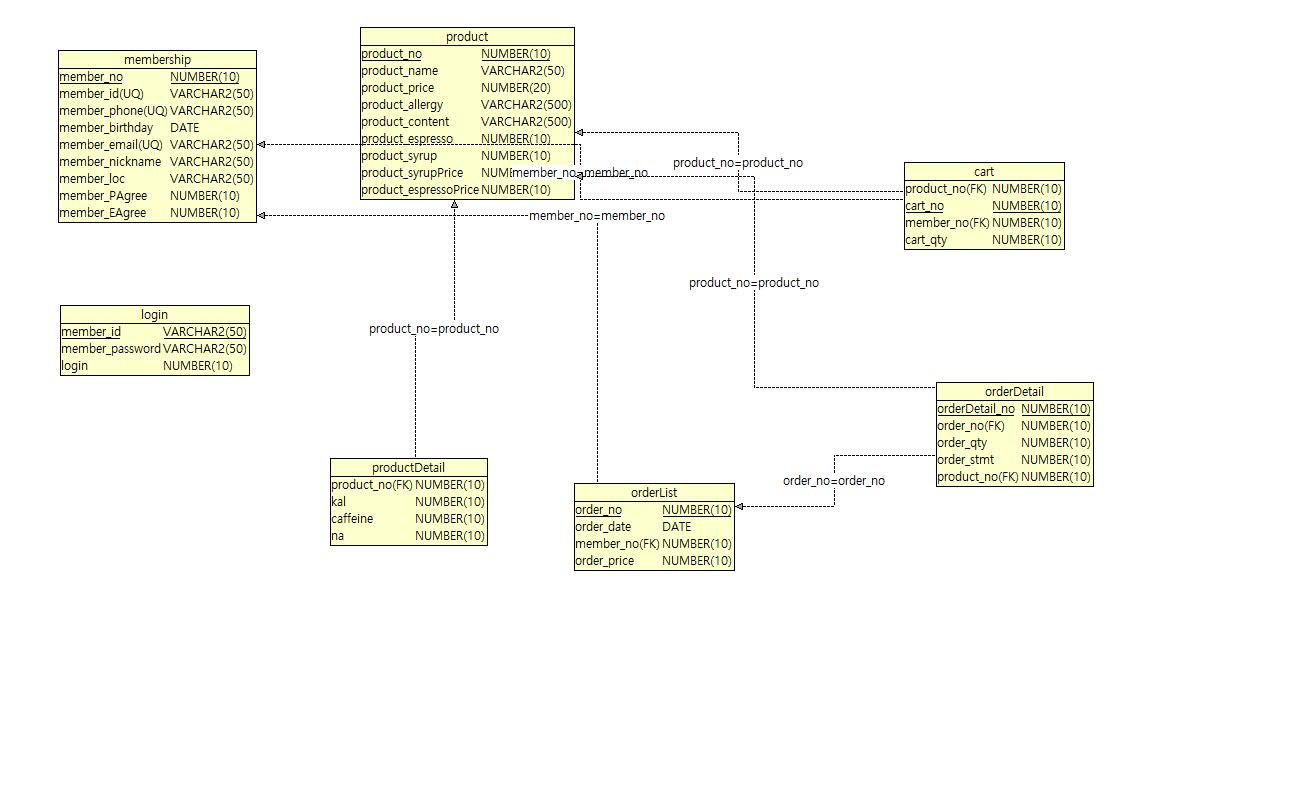 product
product_no NUMBER(10)
product_name VARCHAR2(50)
product_price NUMBER(20)
product_allergy VARCHAR2(500)
product_content VARCHAR2(500)
product_espresso NUMBER(10)
product_syrup NUMBER(10)
product_syrupPrice
product_espressoPrice NUMBER(10)
membership
member_no NUMBER(10)
member_id(UQ) VARCHAR2(50)
member_phone(UQ) VARCHAR2(50)
member_birthday DATE
member_email(UQ) VARCHAR2(50)
member_nickname VARCHAR2(50)
member_loc VARCHAR2(50)
member_PAgree NUMBER(10)
member_EAgree NUMBER(10)
member_no=member_no
product_no=product_no
member_no=member_no
cart
product_no(FK) NUMBER(10)
cart_no NUMBER(10)
member_no(FK) NUMBER(10)
cart_qty NUMBER(10)
product_no=product_no
login
member_id VARCHAR2(50)
member_password VARCHAR2(50)
login NUMBER(10)
product_no=product_no
orderDetail
orderDetail_no NUMBER(10)
order_no(FK) NUMBER(10)
order_qty NUMBER(10)
order_stmt NUMBER(10)
product_no(FK) NUMBER(10)
productDetail
product_no(FK) NUMBER(10)
kal NUMBER(10)
caffeine NUMBER(10)
na NUMBER(10)
order_no=order_no
orderList
order_no NUMBER(10)
order_date DATE
member_no(FK) NUMBER(10)
order_price NUMBER(10)